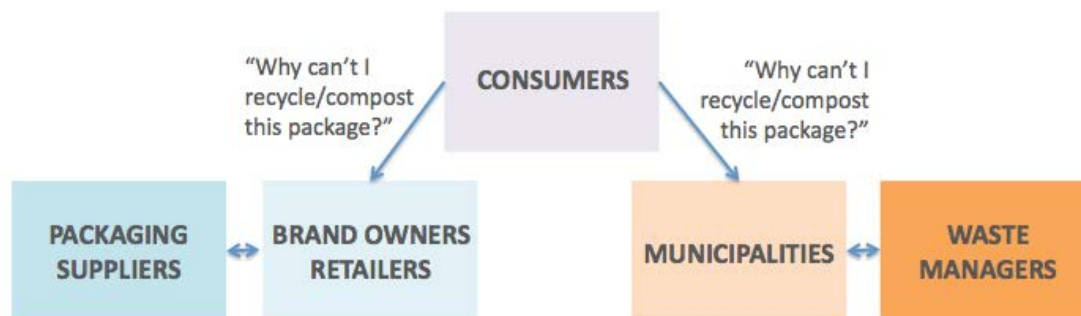 “Why can’t I
recycle/compost
this package?”
CONSUMERS
“Why can’t I
recycle/compost
this package?”
PACKAGING
SUPPLIERS
BRAND OWNERS
RETAILERS
MUNICIPALITIES
WASTE
MANAGERS